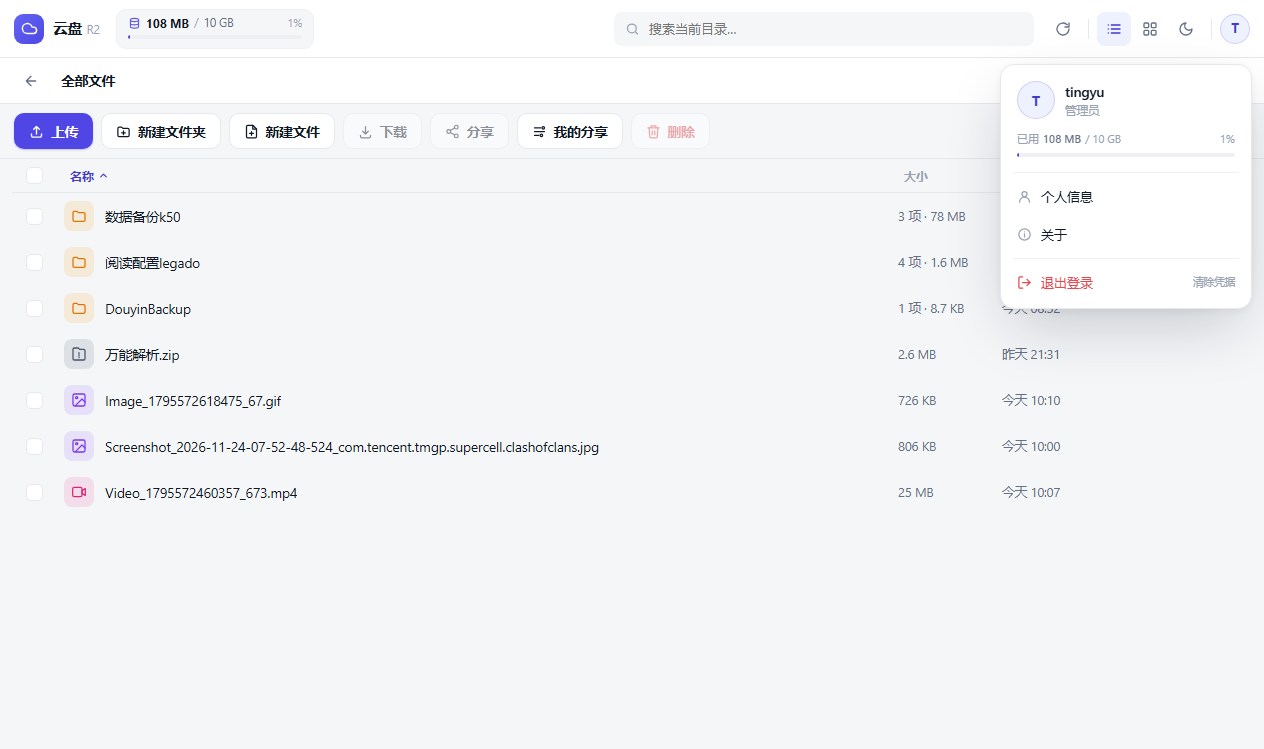 云盘 R2
108 MB / 10 GB 1%
搜索当前目录...
T
全部文件
上传 新建文件夹 新建文件 下载 分享 我的分享 删除
名称 大小
数据备份k50 3 项 · 78 MB
阅读配置legado 4 项 · 1.6 MB
DouyinBackup 1 项 · 8.7 KB
万能解析.zip 2.6 MB 昨天 21:31
Image_1795572618475_67.gif 726 KB 今天 10:10
Screenshot_2026-11-24-07-52-48-524_com.tencent.tmgp.supercell.clashofclans.jpg 806 KB 今天 10:00
Video_1795572460357_673.mp4 25 MB 今天 10:07
T
tingyu
管理员
已用 108 MB / 10 GB 1%
个人信息
关于
退出登录 清除凭据